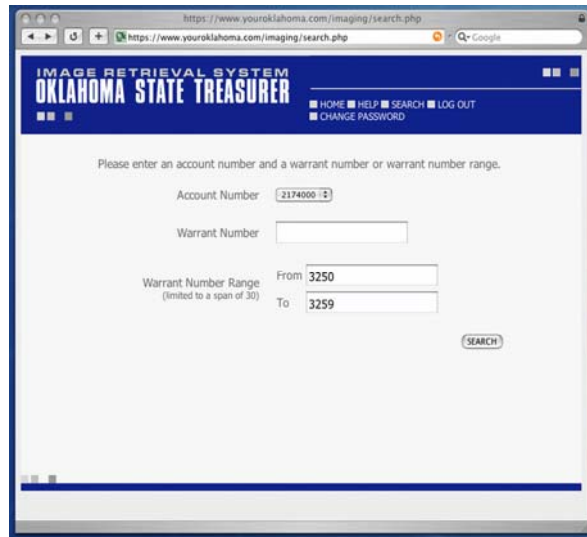 https://www.youroklahoma.com/imaging/search.php
https://www.youroklahoma.com/imaging/search.php
Google
IMAGE RETRIEVAL SYSTEM
OKLAHOMA STATE TREASURER
HOME HELP SEARCH LOG OUT
CHANGE PASSWORD
Please enter an account number and a warrant number or warrant number range.
Account Number 2174000
Warrant Number
Warrant Number Range
(limited to a span of 30)
From 3250
To 3259
SEARCH